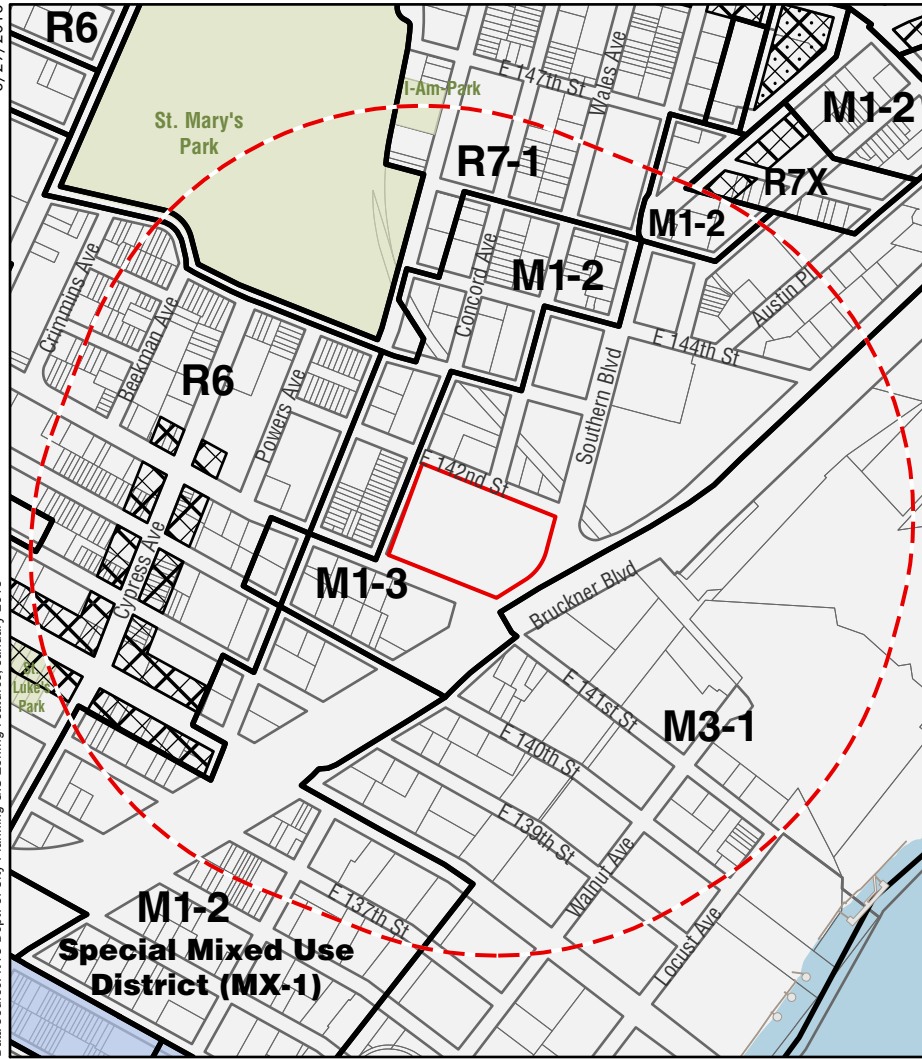 R6
St. Mary's
Park
I-Am-Park
E 147th St
Wales Ave
M1-2
R7-1
R7X
M1-2
Crimmins Ave
Beekman Ave
Concord Ave
M1-2
Austin Pl
E 144th St
R6
Powers Ave
Southern Blvd
E 142nd St
Cypress Ave
M1-3
Bruckner Blvd
St.
Luke's
Park
E 141st St
M3-1
E 140th St
E 139th St
Walnut Ave
E 137th St
M1-2
Special Mixed Use
District (MX-1)
Locust Ave